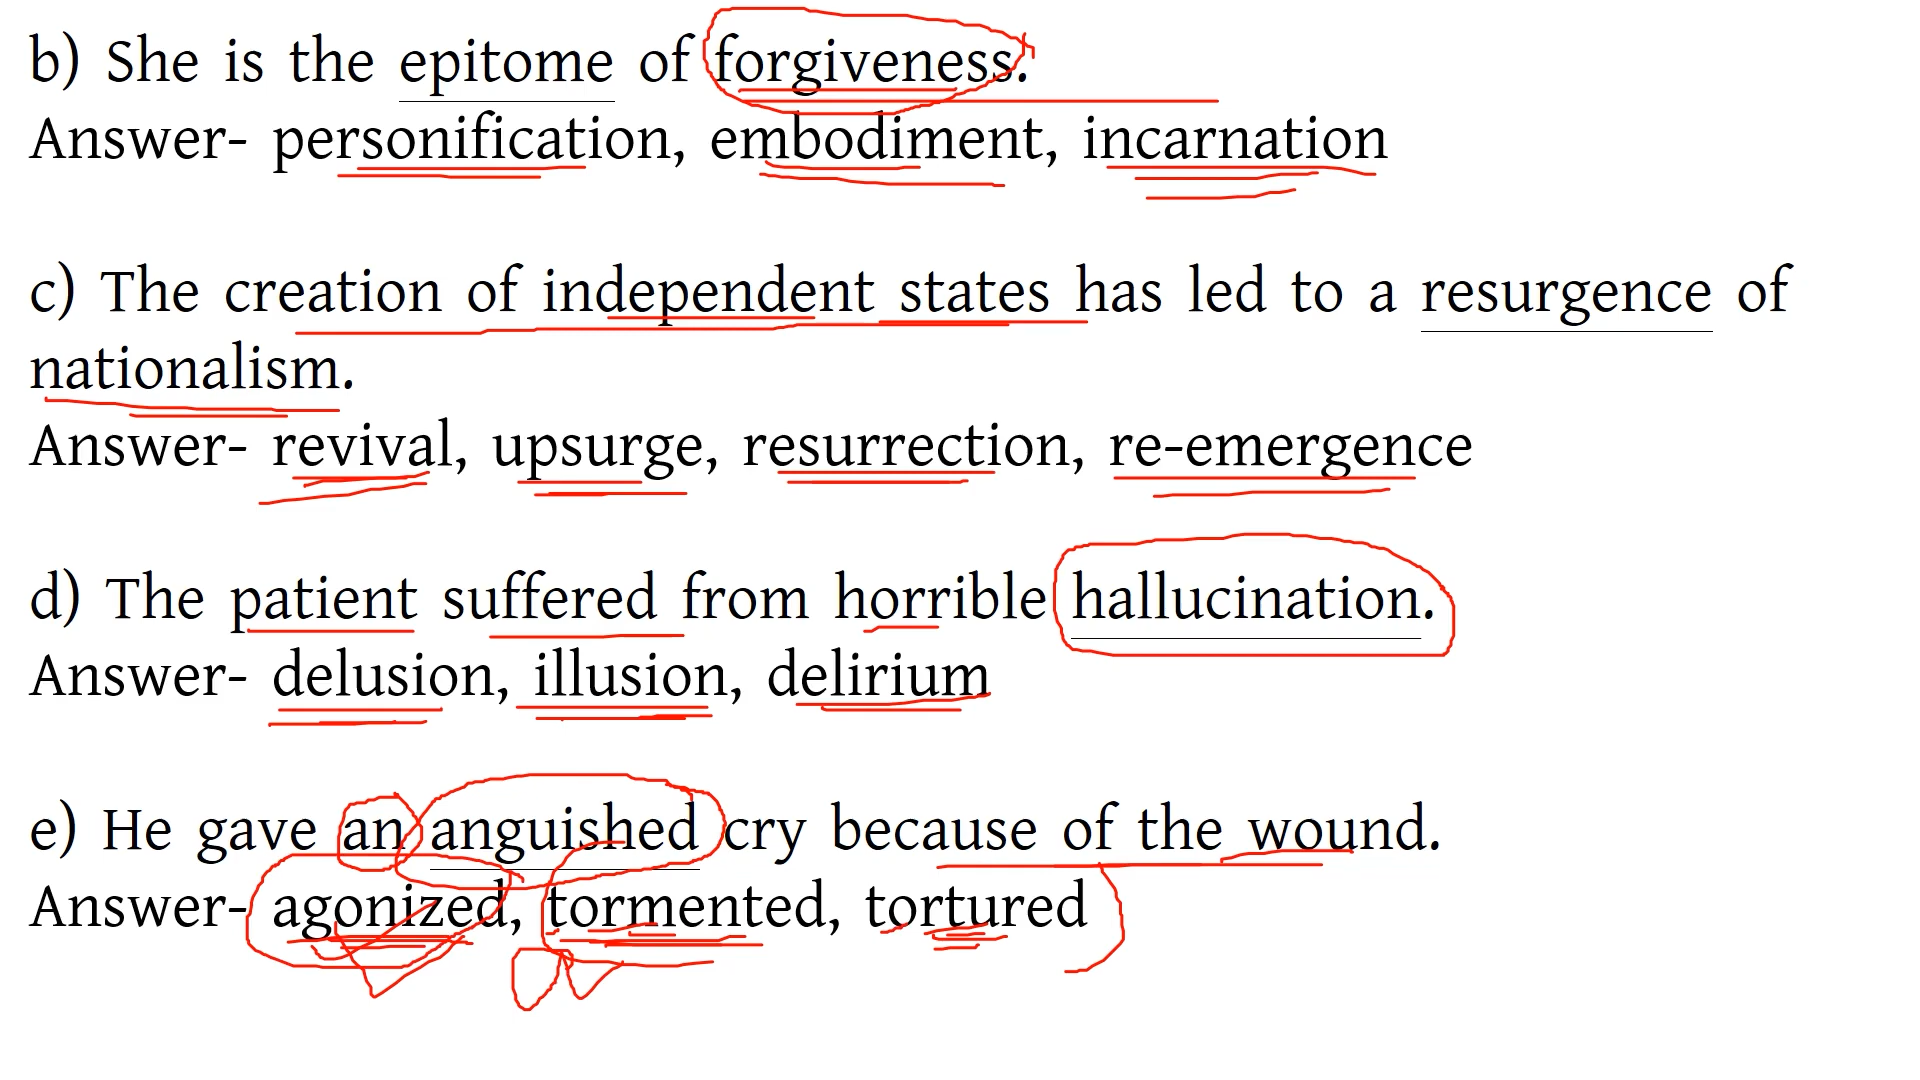 b) She is the epitome of forgiveness.
Answer- personification, embodiment, incarnation
c) The creation of independent states has led to a resurgence of
nationalism.
Answer- revival, upsurge, resurrection, re-emergence
d) The patient suffered from horrible hallucination.
Answer- delusion, illusion, delirium
e) He gave an anguished cry because of the wound.
Answer- agonized, tormented, tortured